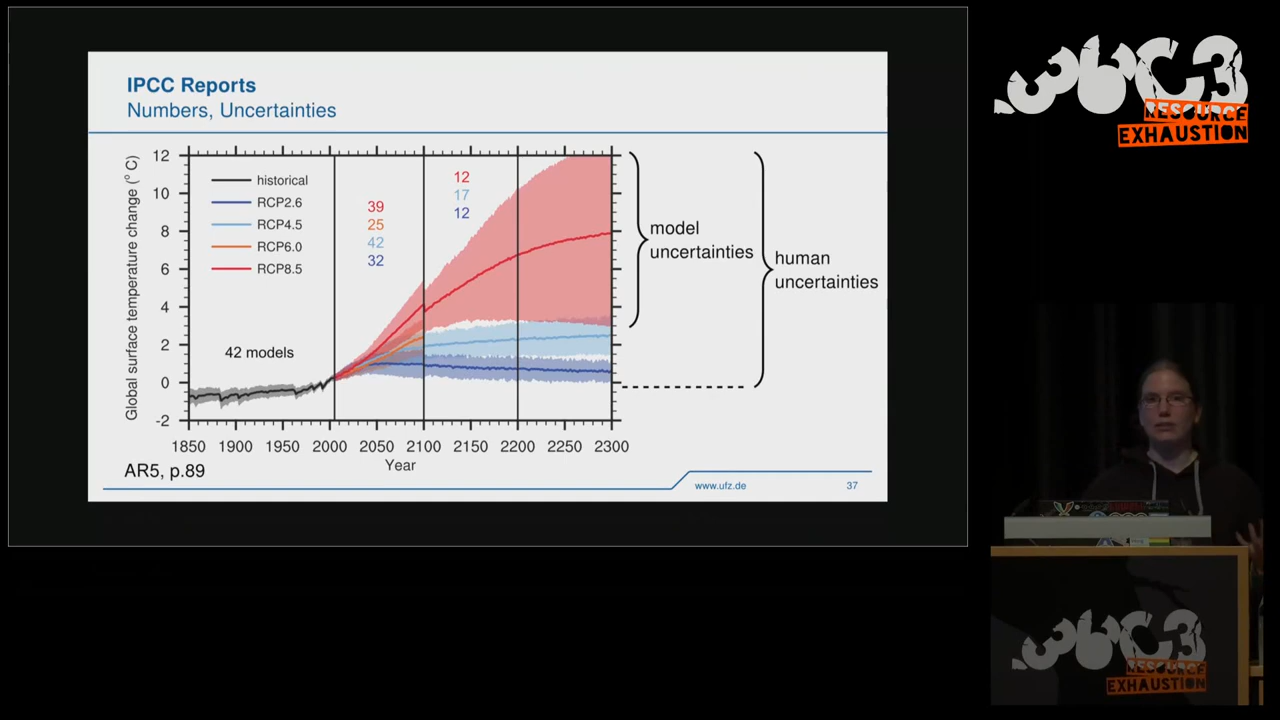 IPCC Reports
Numbers, Uncertainties
Global surface temperature change (° C)
12
10
8
6
4
2
0
-2
historical
RCP2.6
RCP4.5
RCP6.0
RCP8.5
39
25
42
32
12
17
12
42 models
model
uncertainties
human
uncertainties
1850 1900 1950 2000 2050 2100 2150 2200 2250 2300
Year
AR5, p.89
www.ufz.de
37
36C3
RESOURCE
EXHAUSTION
36C3
RESOURCE
EXHAUSTION